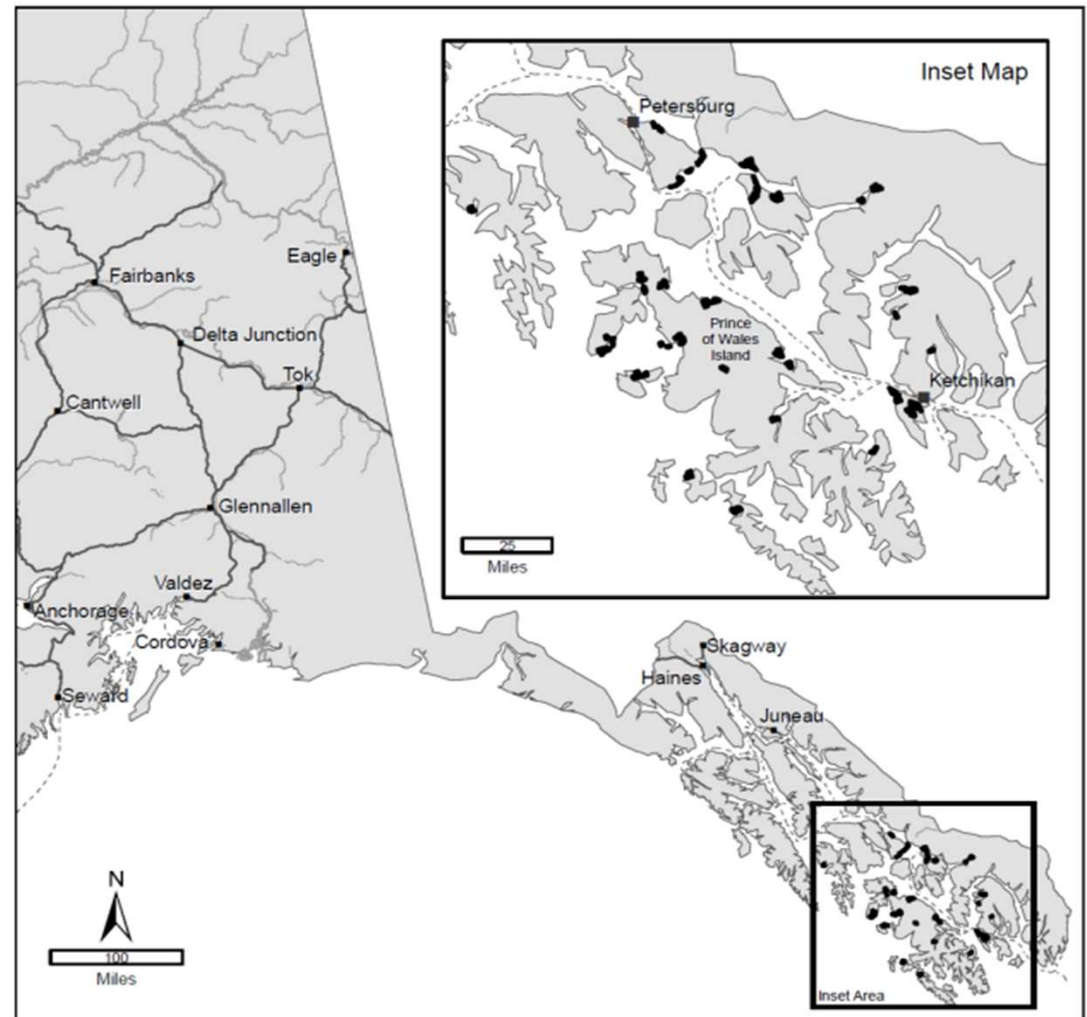 Inset Map
Petersburg
Prince
of Wales
Island
Ketchikan
25
Miles
Eagle
Fairbanks
Delta Junction
Tok
Cantwell
Glennallen
Valdez
Anchorage
Cordova
Seward
Skagway
Haines
Juneau
N
100
Miles
Inset Area